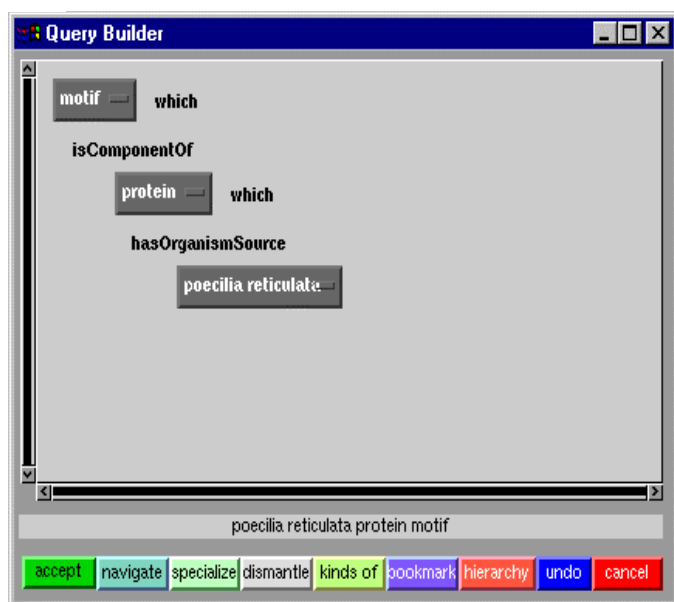 Query Builder
motif which
isComponentOf
protein which
hasOrganismSource
poecilia reticulata
poecilia reticulata protein motif
accept navigate specialize dismantle kinds of bookmark hierarchy undo cancel